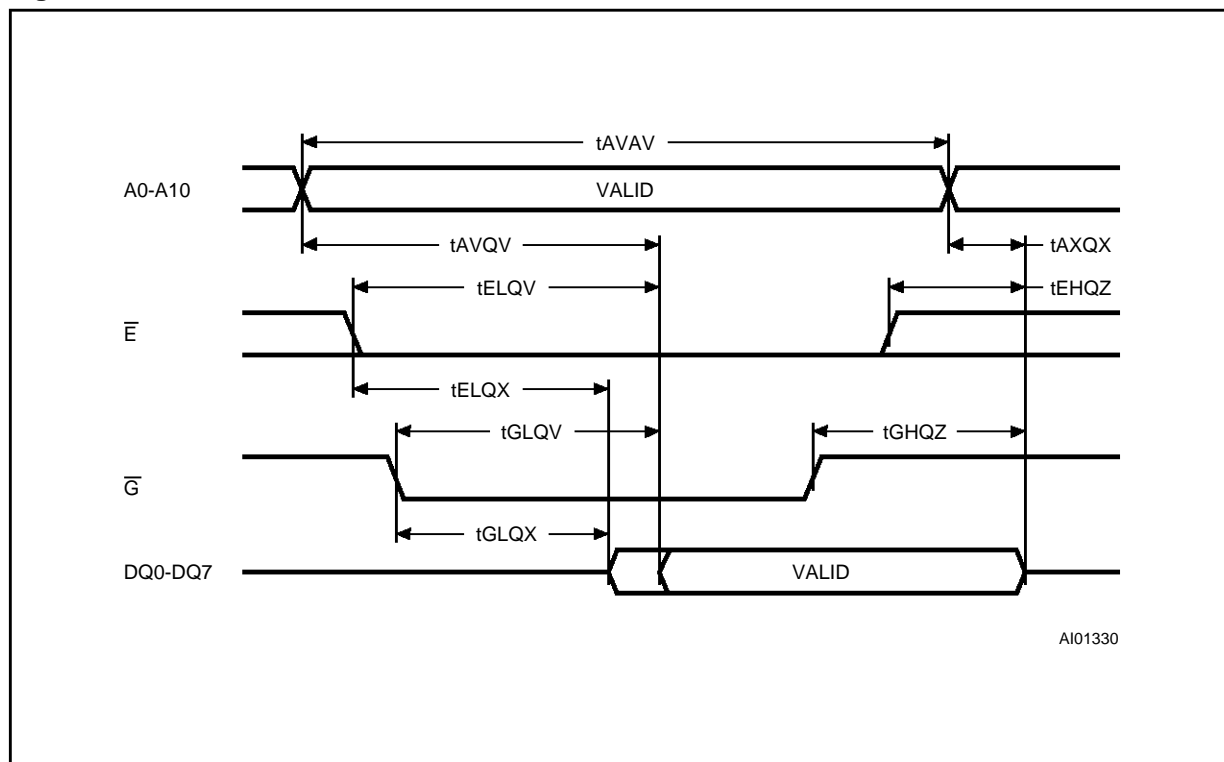 tAVAV
A0-A10
VALID
tAVQV
tAXQX
tELQV
tEHQZ
E̅
tELQX
tGLQV
tGHQZ
G̅
tGLQX
DQ0-DQ7
VALID
AI01330